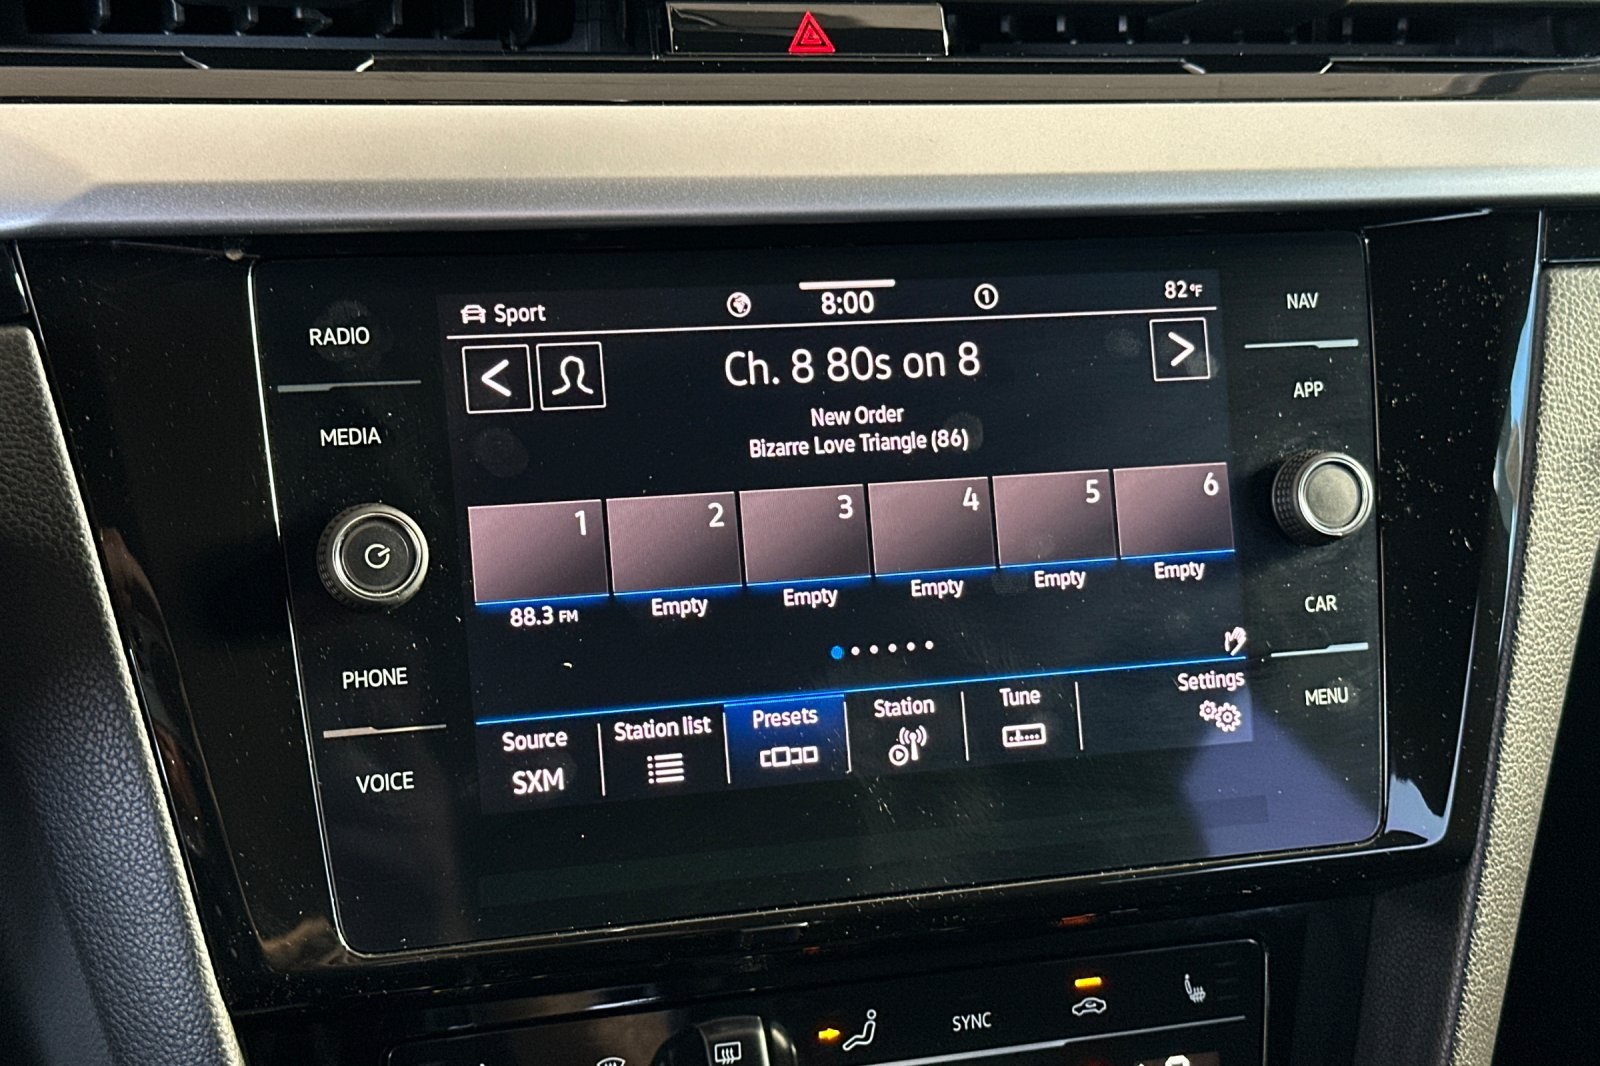 RADIO
MEDIA
PHONE
VOICE
Sport
8:00
1
82°F
Ch. 8 80s on 8
New Order
Bizarre Love Triangle (86)
1
2
3
4
5
6
88.3 FM
Empty
Empty
Empty
Empty
Empty
Source
SXM
Station list
Presets
Station
Tune
Settings
NAV
APP
CAR
MENU
SYNC